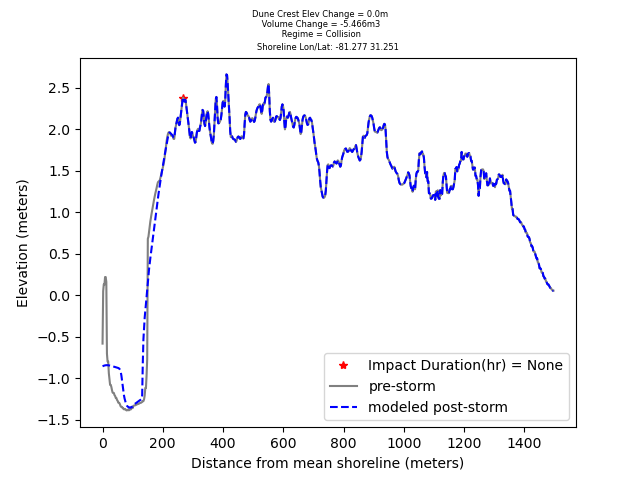 Dune Crest Elev Change = 0.0m
Volume Change = -5.466m3
Regime = Collision
Shoreline Lon/Lat: -81.277 31.251
2.5
2.0
1.5
1.0
0.5
0.0
−0.5
−1.0
−1.5
Elevation (meters)
Impact Duration(hr) = None
pre-storm
modeled post-storm
0 200 400 600 800 1000 1200 1400
Distance from mean shoreline (meters)